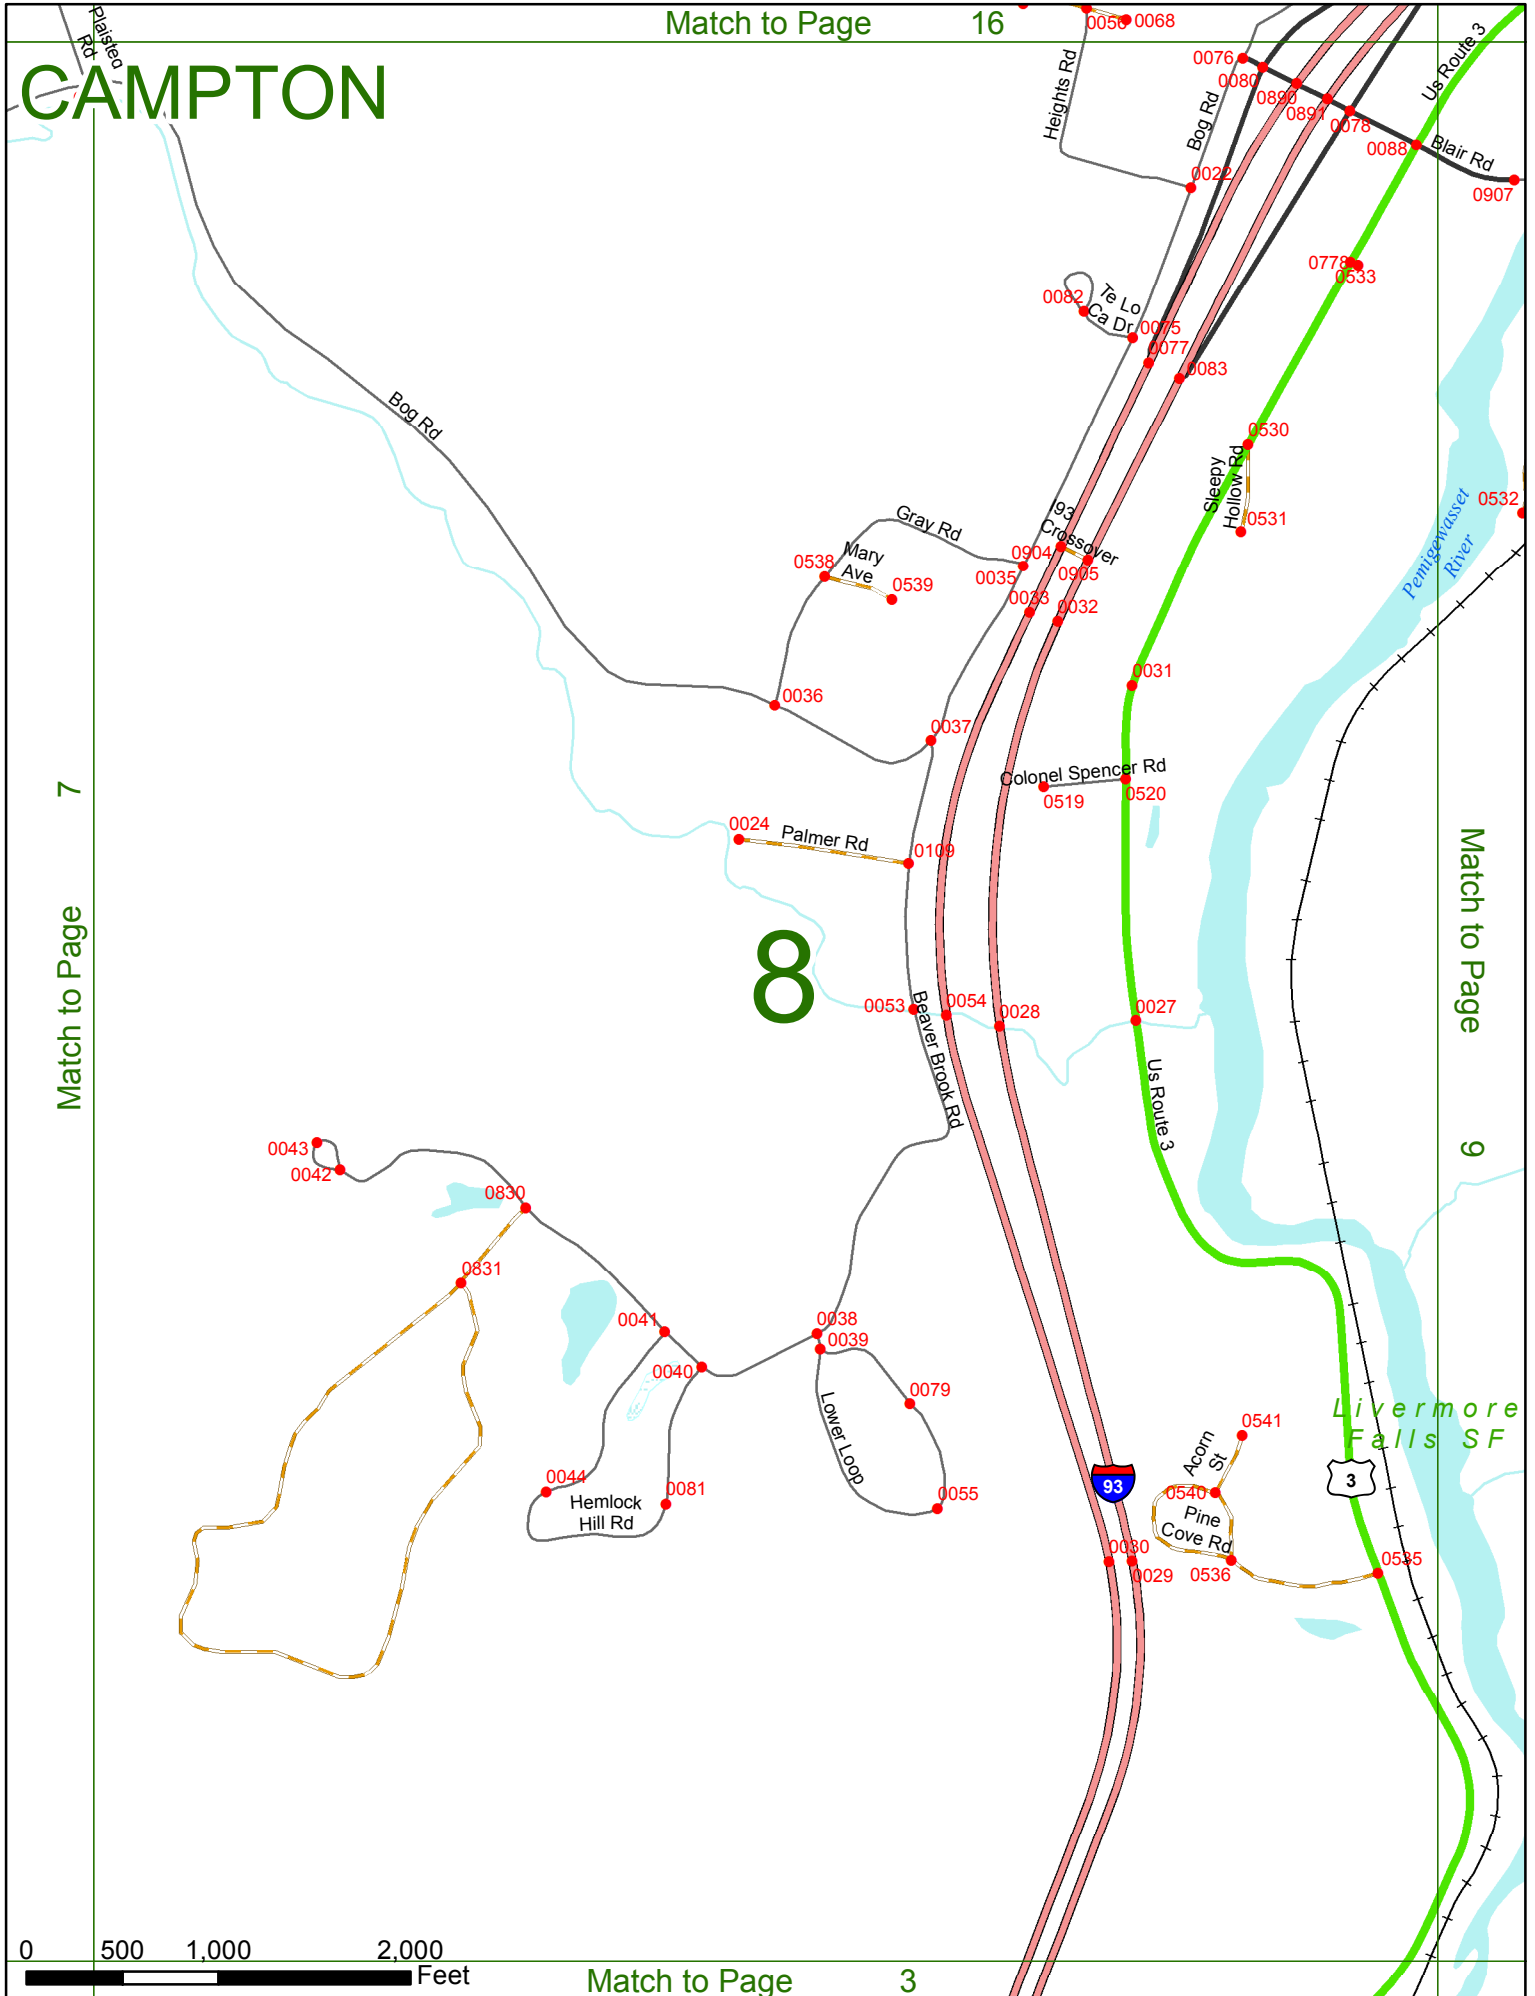 Match to Page 16
CAMPTON
Plaisted
Rd
0056
0068
Heights Rd
Bog Rd
0076
0080
0890
0891
0078
0088
Us Route 3
Blair Rd
0907
0022
0778
0533
0082
Te Lo
Ca Dr
0075
0077
0083
Bog Rd
0530
Sleepy
Hollow Rd
0531
0532
Pemigewasset
River
Gray Rd
I93
Crossover
0904
0905
0035
0538
Mary
Ave
0539
0033
0032
0031
0036
0037
Colonel Spencer Rd
0519
0520
0024
Palmer Rd
0109
Match to Page 7
8
Match to Page 9
0053
0054
0028
0027
Beaver Brook Rd
Us Route 3
0043
0042
0830
0831
0041
0040
0038
0039
0079
Lower Loop
0055
0044
Hemlock
Hill Rd
0081
Livermore
Falls SF
93
3
Acorn
St
0541
0540
Pine
Cove Rd
0536
0535
0030
0029
0 500 1,000 2,000
Feet
Match to Page 3